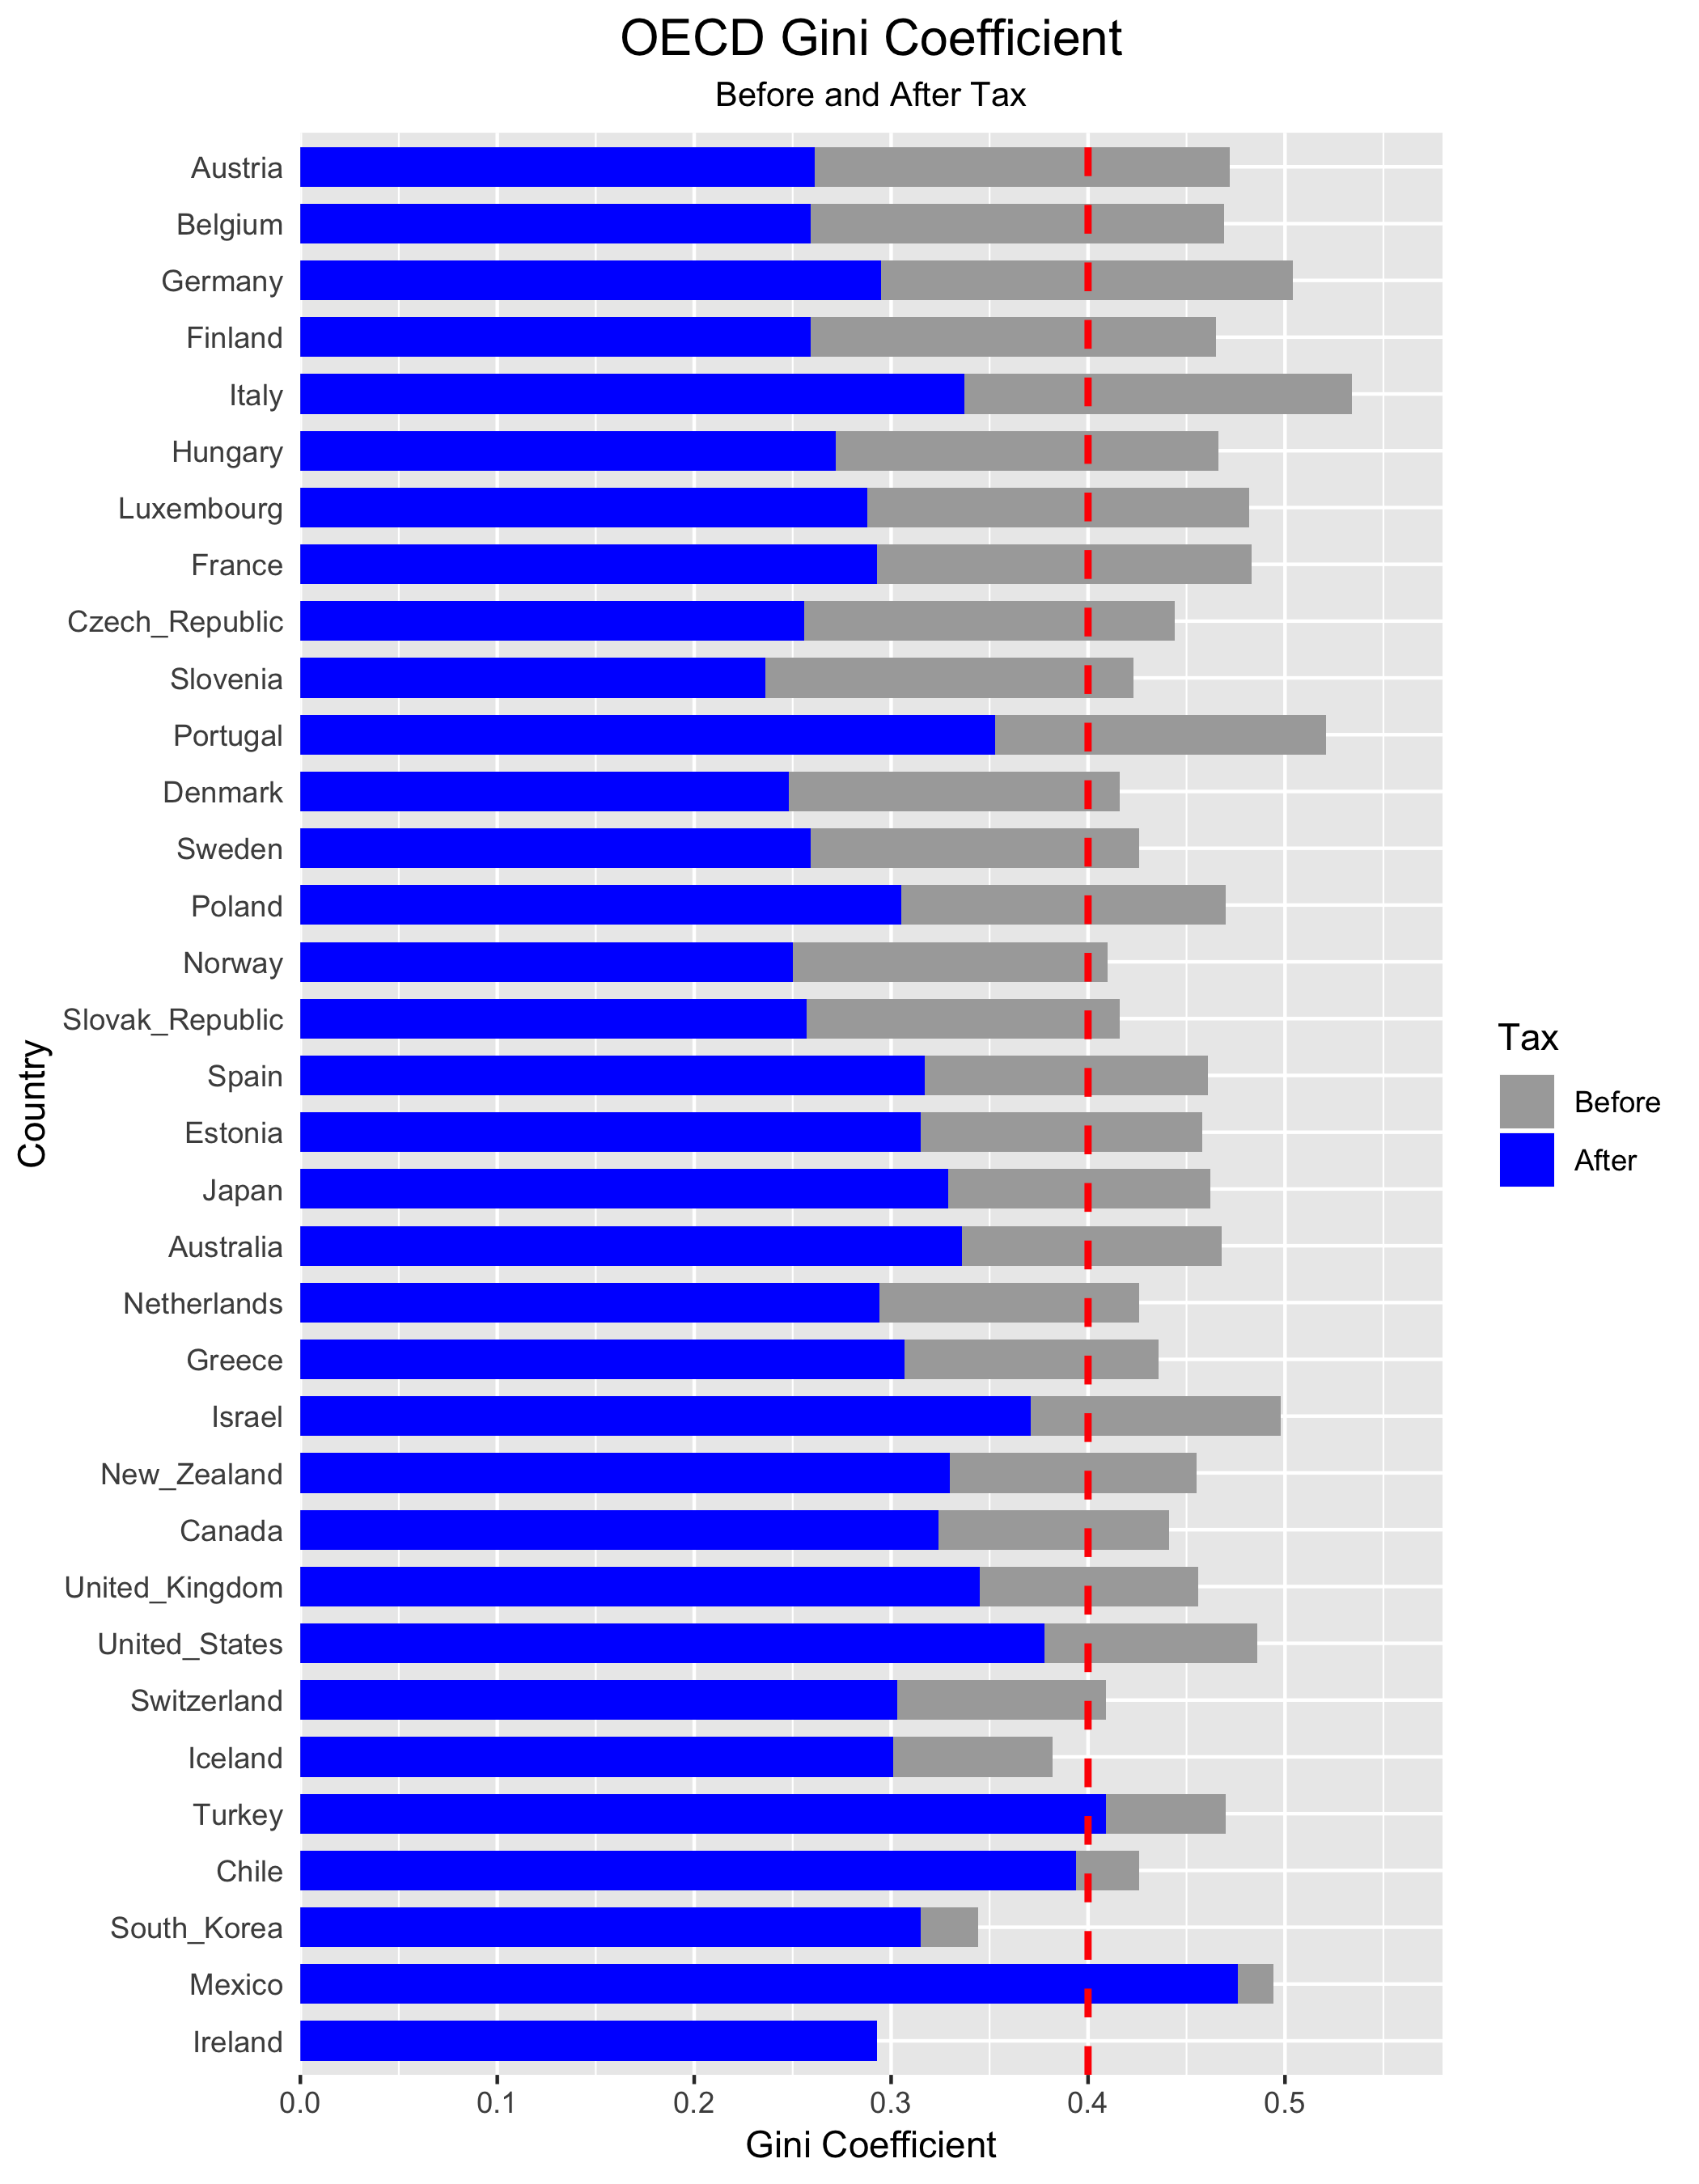 OECD Gini Coefficient
Before and After Tax
Austria
Belgium
Germany
Finland
Italy
Hungary
Luxembourg
France
Czech_Republic
Slovenia
Portugal
Denmark
Sweden
Poland
Norway
Slovak_Republic
Spain
Estonia
Japan
Australia
Netherlands
Greece
Israel
New_Zealand
Canada
United_Kingdom
United_States
Switzerland
Iceland
Turkey
Chile
South_Korea
Mexico
Ireland
Country
0.0 0.1 0.2 0.3 0.4 0.5
Gini Coefficient
Tax
Before
After